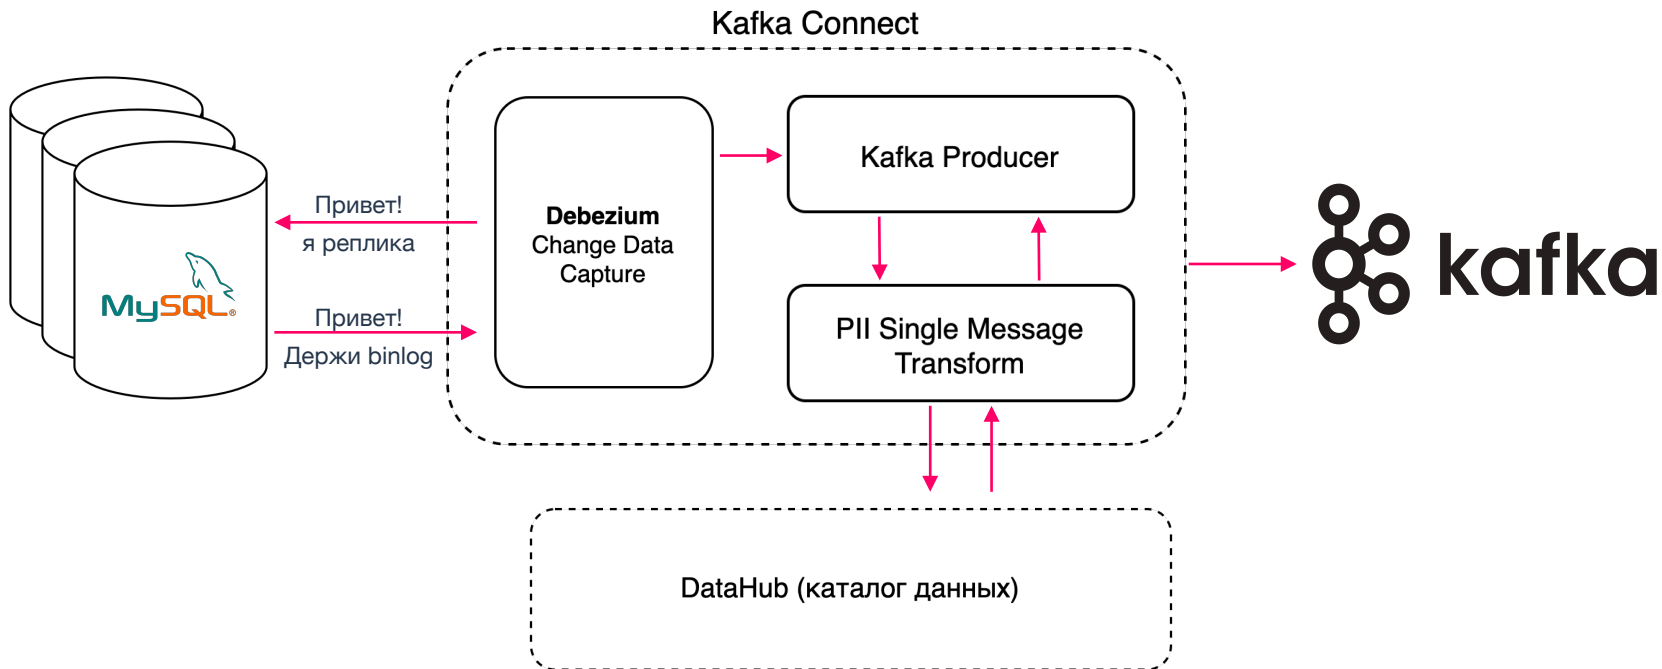 Kafka Connect
Привет!
я реплика
MySQL®
Привет!
Держи binlog
Debezium
Change Data
Capture
Kafka Producer
PII Single Message
Transform
kafka
DataHub (каталог данных)